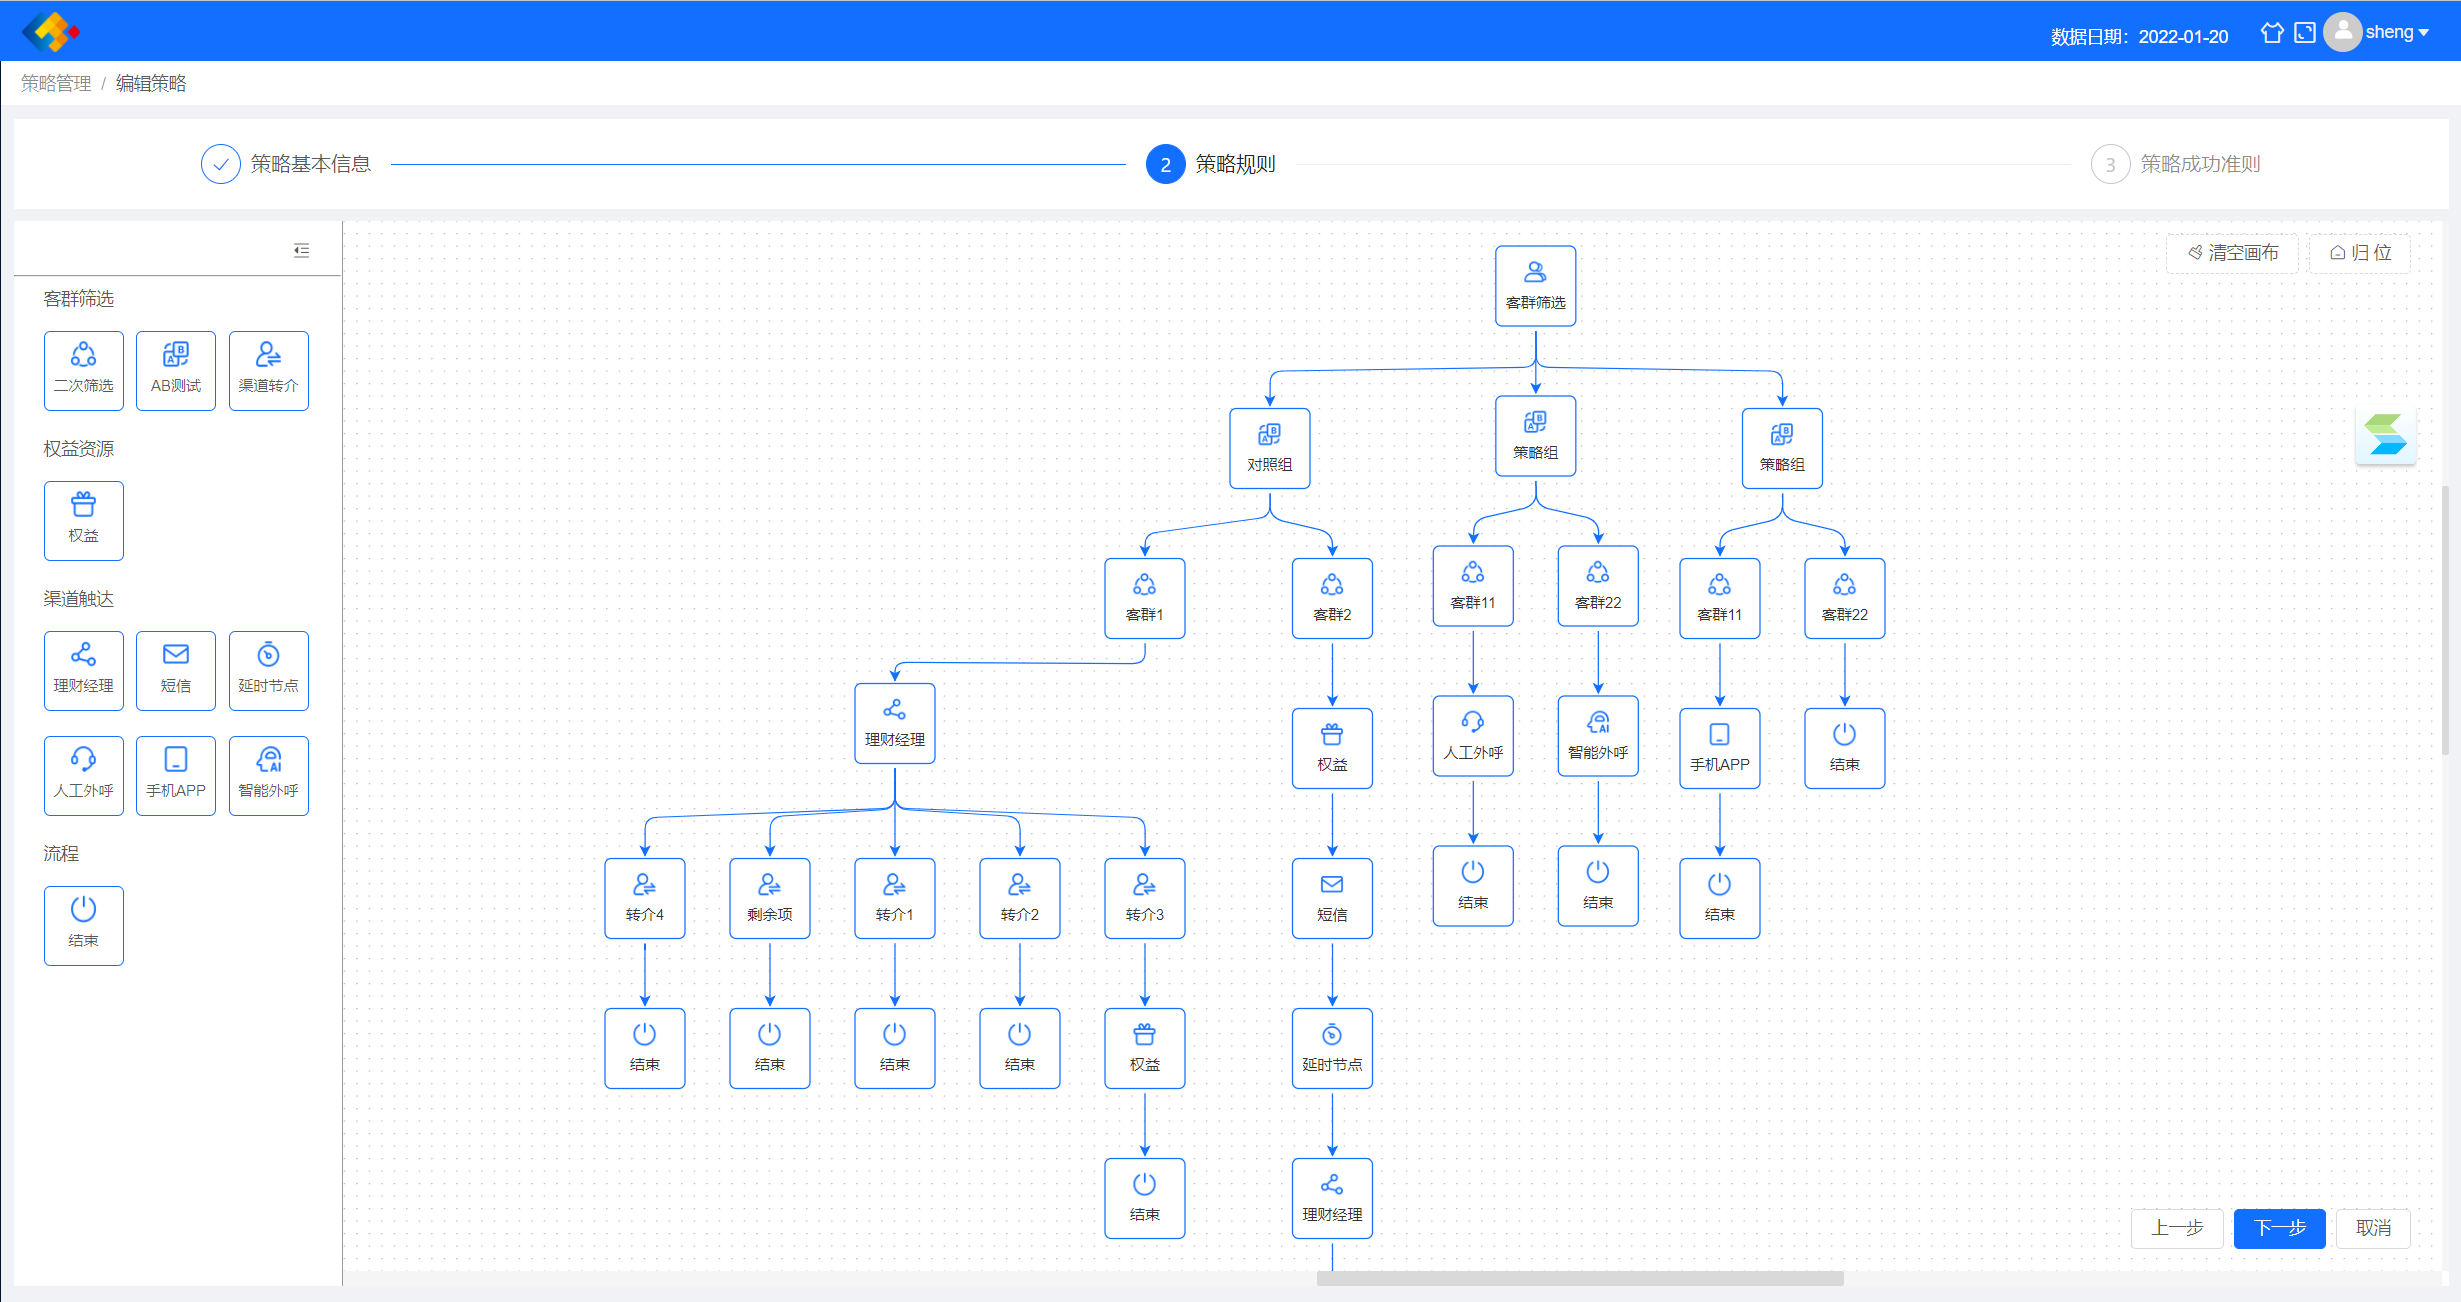 数据日期：2022-01-20
sheng
策略管理 / 编辑策略
策略基本信息
2 策略规则
3 策略成功准则
清空画布
归 位
客群筛选
二次筛选 AB测试 渠道转介
权益资源
权益
渠道触达
理财经理 短信 延时节点
人工外呼 手机APP 智能外呼
流程
结束
客群筛选
对照组 策略组 策略组
客群1 客群2 客群11 客群22 客群11 客群22
理财经理 权益 人工外呼 智能外呼 手机APP 结束
转介4 剩余项 转介1 转介2 转介3 短信 结束 结束 结束
结束 结束 结束 结束 权益 延时节点
结束 理财经理
上一步 下一步 取消